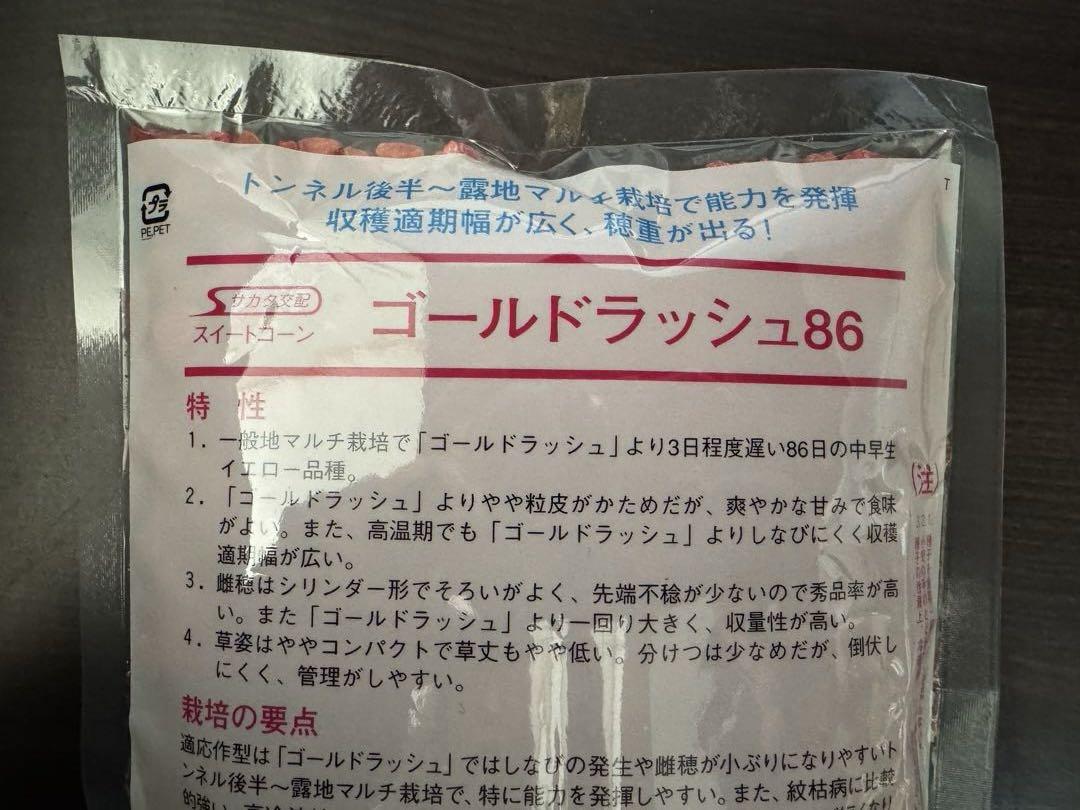 トンネル後半～露地マルチ栽培で能力を発揮
収穫適期幅が広く、穂重が出る！
プラ
PE,PET
サカタ交配
スイートコーン
ゴールドラッシュ86
特性
1. 一般地マルチ栽培で「ゴールドラッシュ」より3日程度遅い86日の中早生
イエロー品種。
2. 「ゴールドラッシュ」よりやや粒皮がかためだが、爽やかな甘みで食味
がよい。また、高温期でも「ゴールドラッシュ」よりしなびにくく収穫
適期幅が広い。
3. 雌穂はシリンダー形でそろいがよく、先端不稔が少ないので秀品率が高
い。また「ゴールドラッシュ」より一回り大きく、収量性が高い。
4. 草姿はややコンパクトで草丈もやや低い。分けつは少なめだが、倒伏し
にくく、管理がしやすい。
栽培の要点
適応作型は「ゴールドラッシュ」ではしなびの発生や雌穂が小ぶりになりやすいト
ンネル後半～露地マルチ栽培で、特に能力を発揮しやすい。また、紋枯病に比較
的強い。
(注)